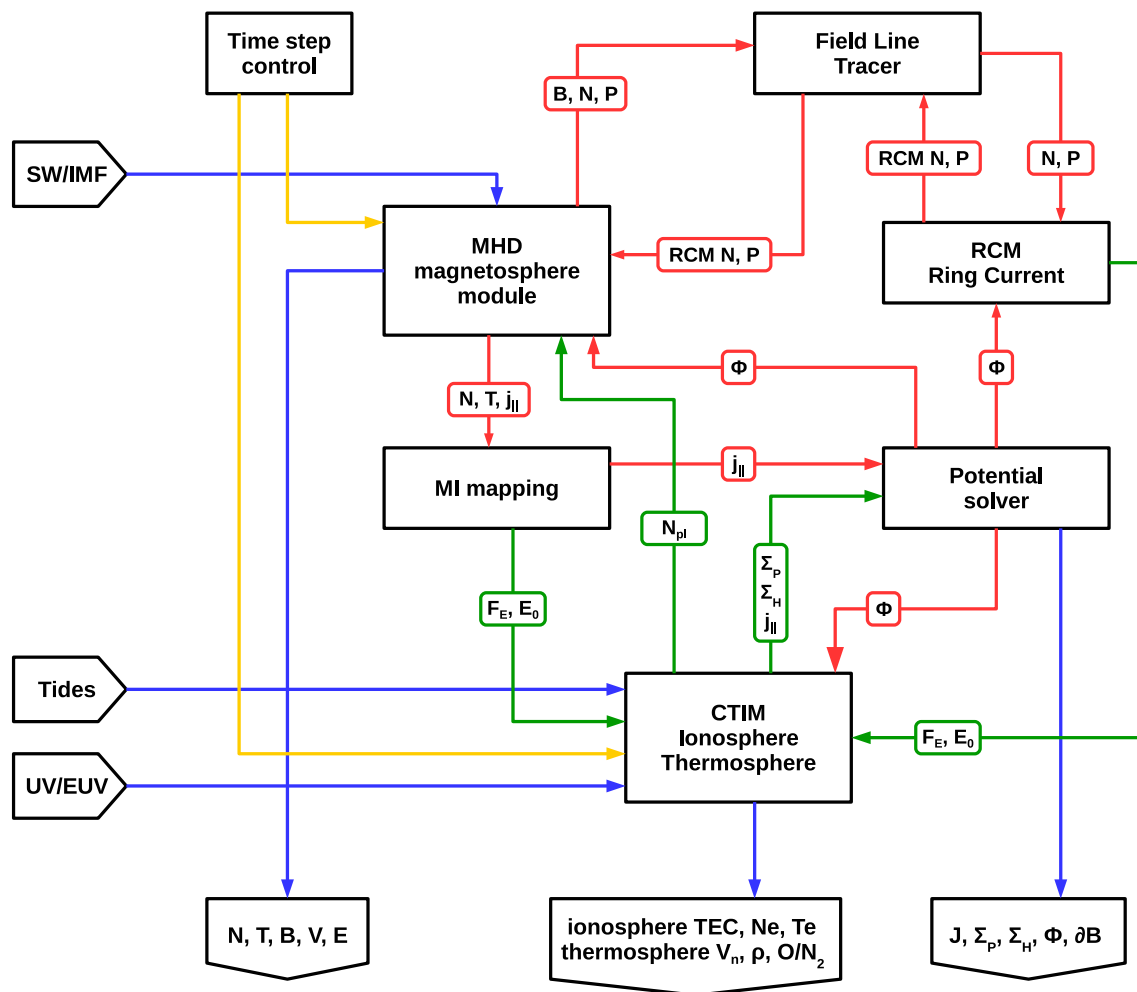 Time step
control
Field Line
Tracer
B, N, P
SW/IMF
RCM N, P
N, P
MHD
magnetosphere
module
RCM N, P
RCM
Ring Current
Φ
Φ
N, T, j||
MI mapping
j||
Potential
solver
Npl
ΣP
ΣH
j||
FE, E0
Φ
Tides
CTIM
Ionosphere
Thermosphere
FE, E0
UV/EUV
N, T, B, V, E
ionosphere TEC, Ne, Te
thermosphere Vn, ρ, O/N2
J, ΣP, ΣH, Φ, ∂B